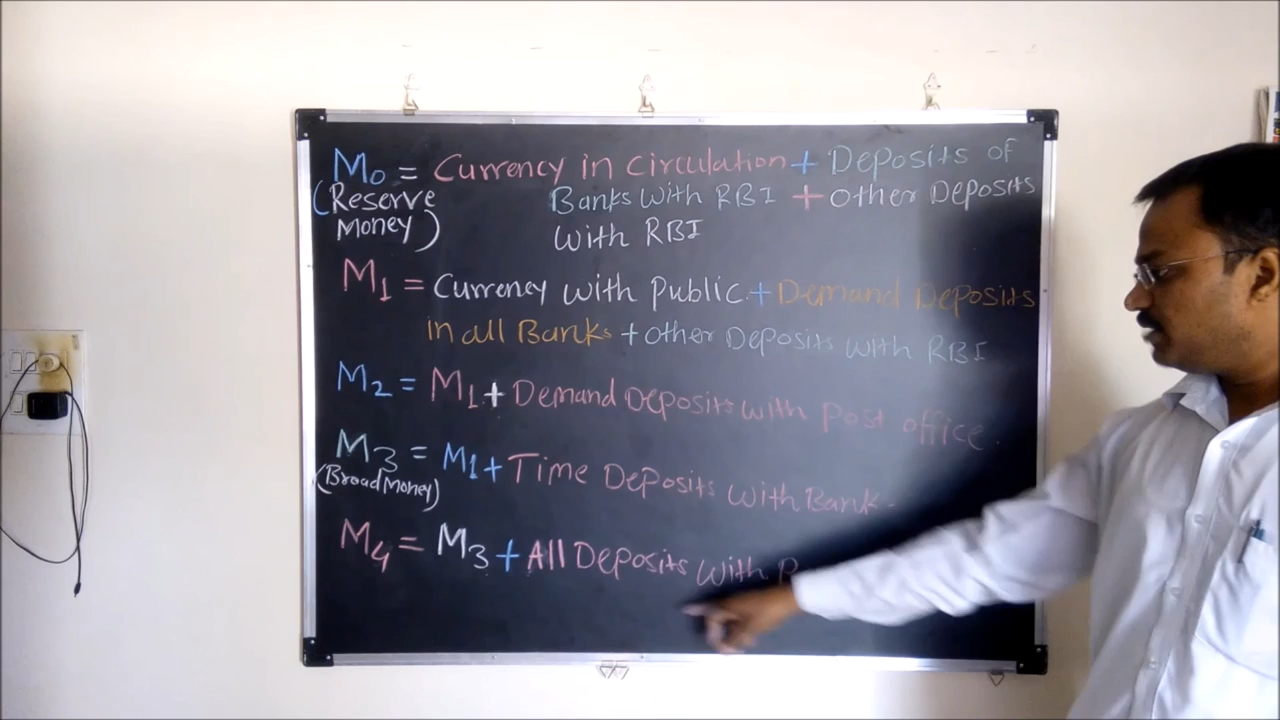 M0 = Currency in Circulation + Deposits of
(Reserve Banks With RBI + Other Deposits
Money) With RBI
M1 = Currency with public + Demand Deposits
in all Banks + other Deposits with RBI
M2 = M1 + Demand Deposits with post office
M3 = M1 + Time Deposits with Bank
(Broad Money)
M4 = M3 + All Deposits With